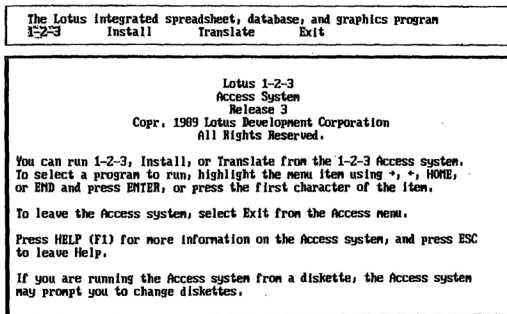 The Lotus integrated spreadsheet, database, and graphics program
1-2-3 Install Translate Exit
Lotus 1-2-3
Access System
Release 3
Copr. 1989 Lotus Development Corporation
All Rights Reserved.
You can run 1-2-3, Install, or Translate from the 1-2-3 Access system.
To select a program to run, highlight the menu item using →, ←, HOME,
or END and press ENTER, or press the first character of the item.
To leave the Access system, select Exit from the Access menu.
Press HELP (F1) for more information on the Access system, and press ESC
to leave Help.
If you are running the Access system from a diskette, the Access system
may prompt you to change diskettes.